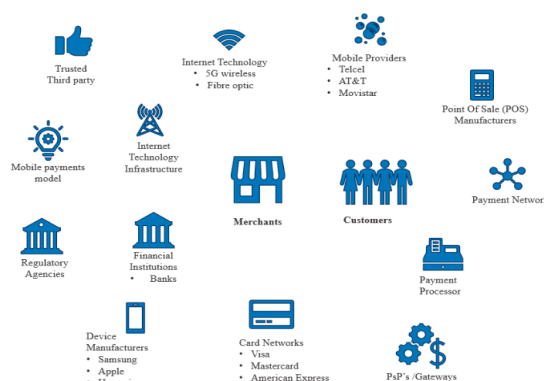 Trusted
Third party
Internet Technology
• 5G wireless
• Fibre optic
Mobile Providers
• Telcel
• AT&T
• Movistar
Point Of Sale (POS)
Manufacturers
Mobile payments
model
Internet
Technology
Infrastructure
Merchants
Customers
Payment Networ
Regulatory
Agencies
Financial
Institutions
• Banks
Payment
Processor
Device
Manufacturers
• Samsung
• Apple
Card Networks
• Visa
• Mastercard
• American Express
PsP's /Gateways